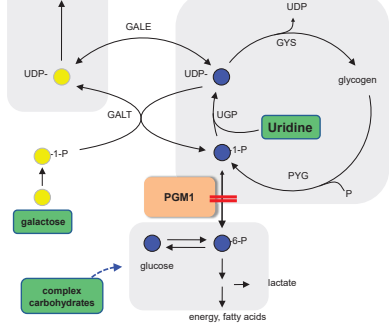 UDP
GALE
GYS
UDP-
UDP-
glycogen
GALT
UGP
Uridine
-1-P
-1-P
PYG
P
PGM1
galactose
-6-P
glucose
lactate
complex
carbohydrates
energy, fatty acids